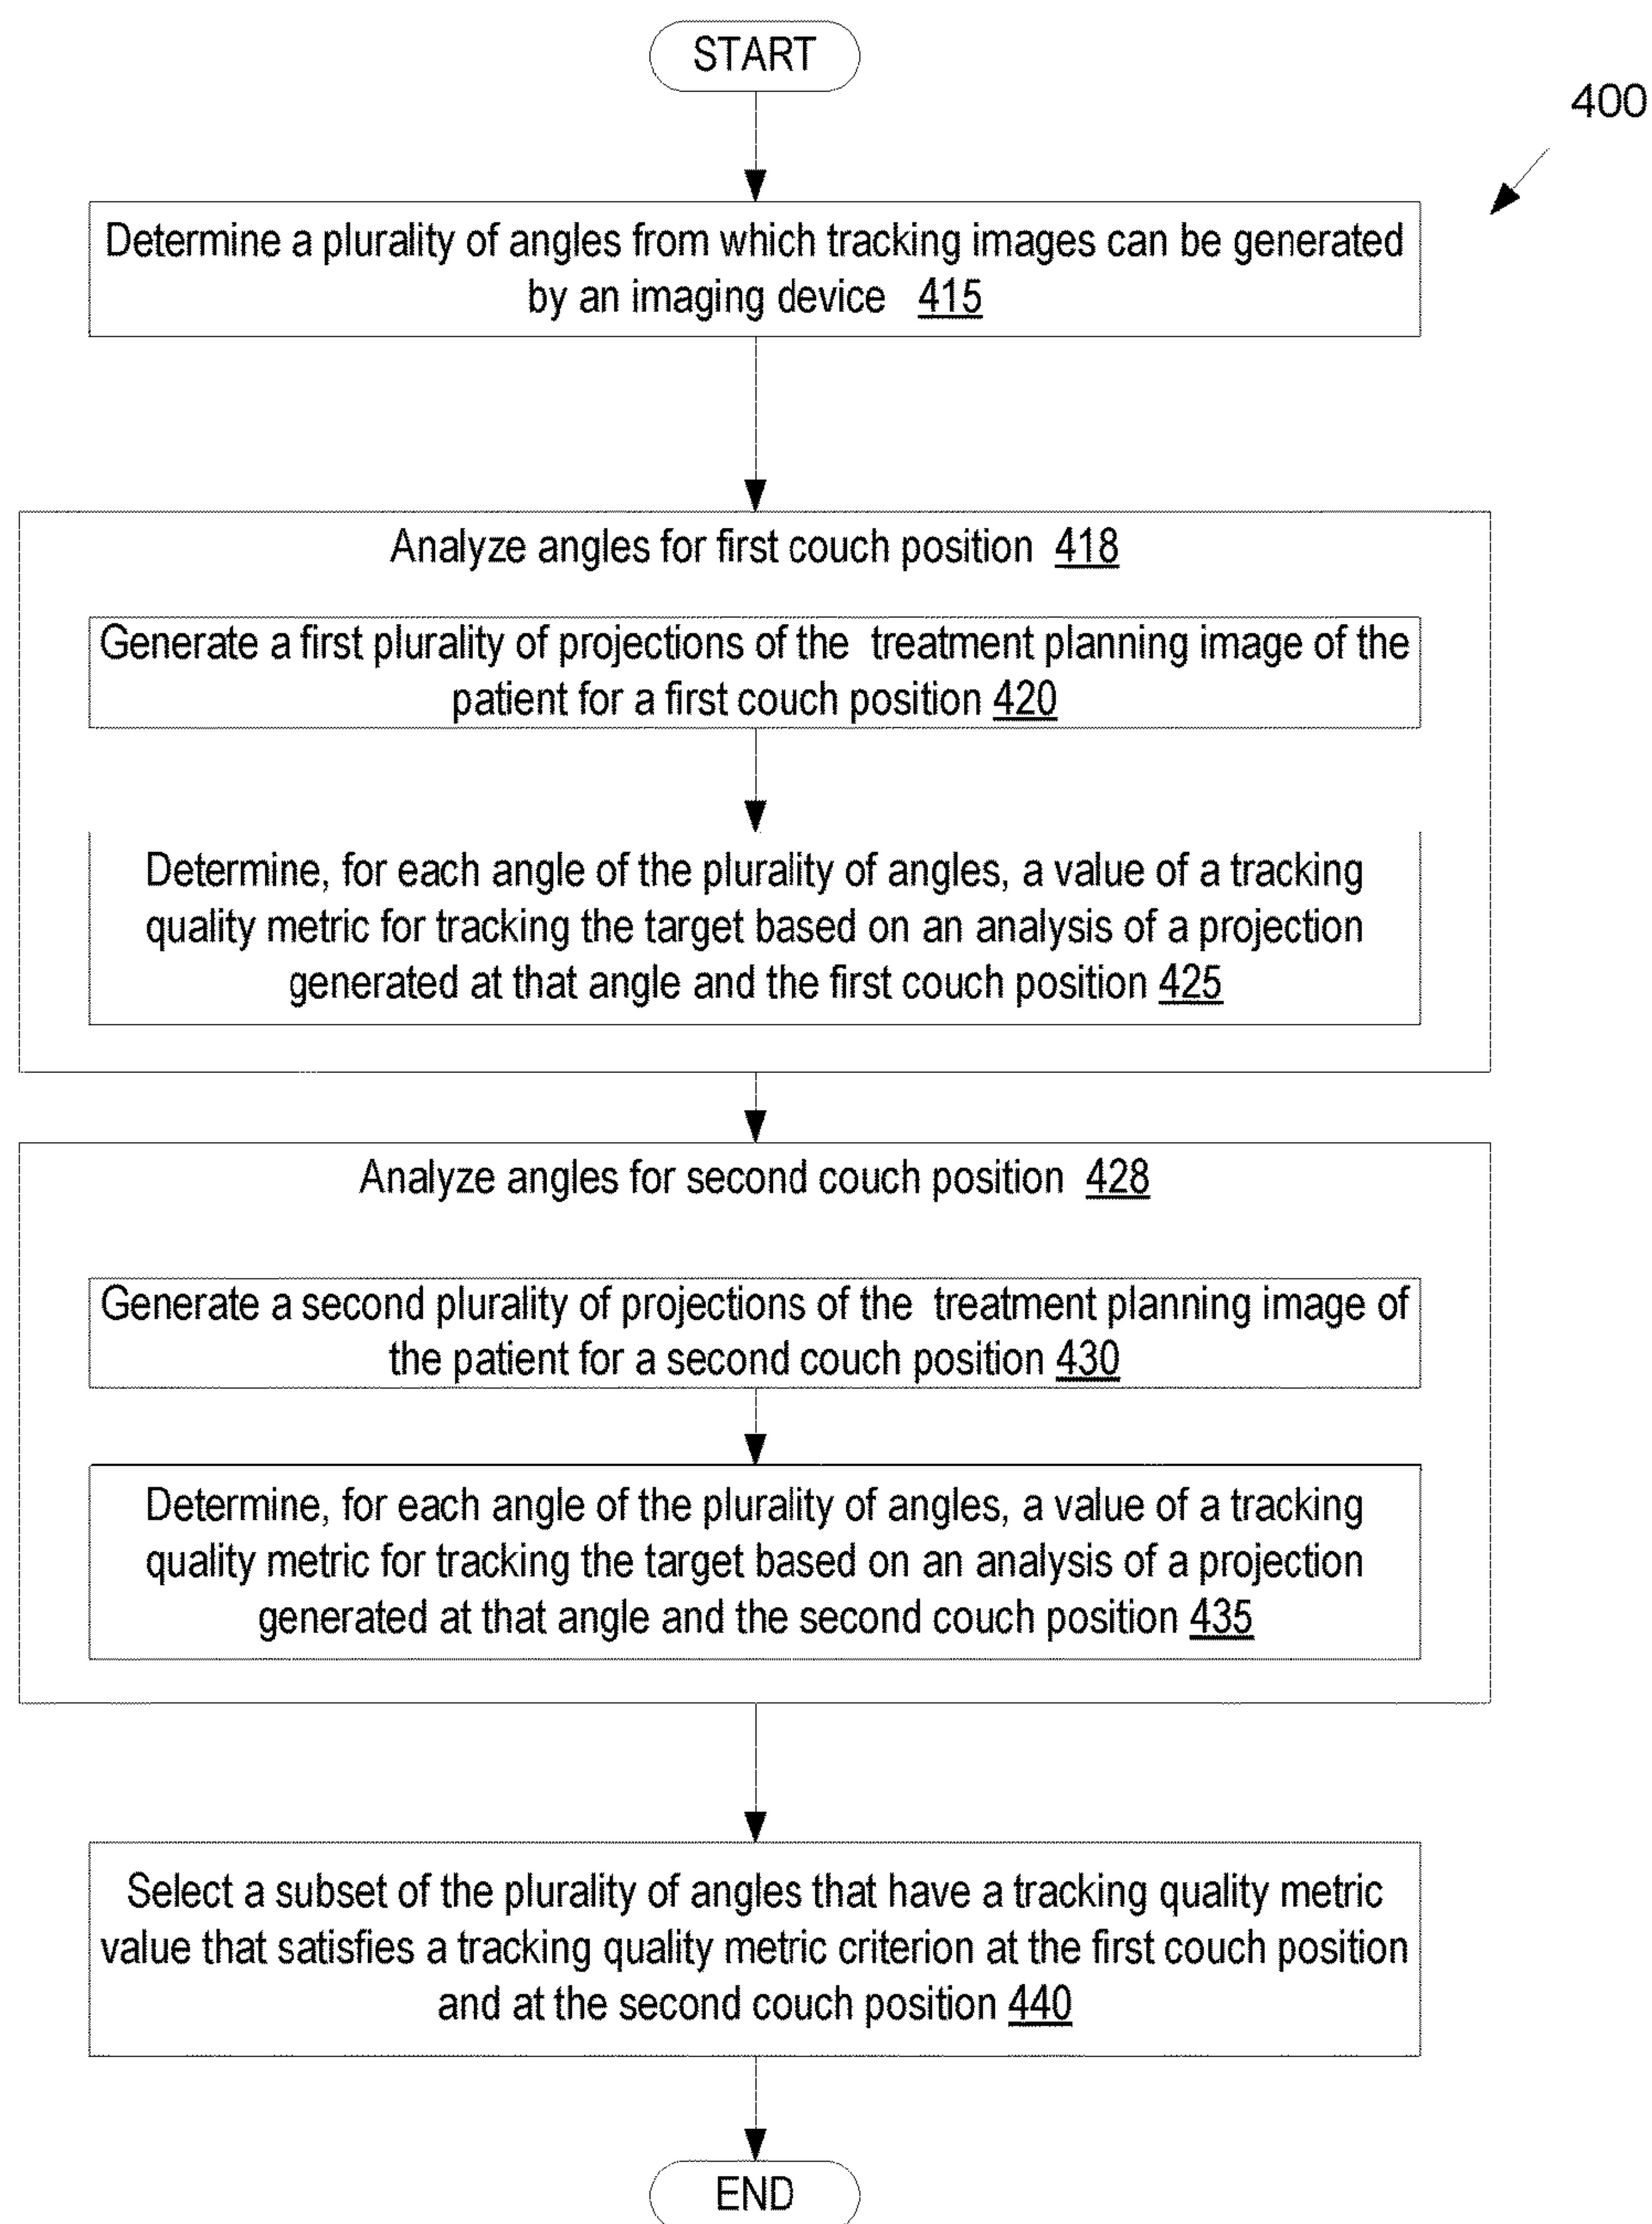 START
400
Determine a plurality of angles from which tracking images can be generated
by an imaging device 415
Analyze angles for first couch position 418
Generate a first plurality of projections of the treatment planning image of the
patient for a first couch position 420
Determine, for each angle of the plurality of angles, a value of a tracking
quality metric for tracking the target based on an analysis of a projection
generated at that angle and the first couch position 425
Analyze angles for second couch position 428
Generate a second plurality of projections of the treatment planning image of
the patient for a second couch position 430
Determine, for each angle of the plurality of angles, a value of a tracking
quality metric for tracking the target based on an analysis of a projection
generated at that angle and the second couch position 435
Select a subset of the plurality of angles that have a tracking quality metric
value that satisfies a tracking quality metric criterion at the first couch position
and at the second couch position 440
END